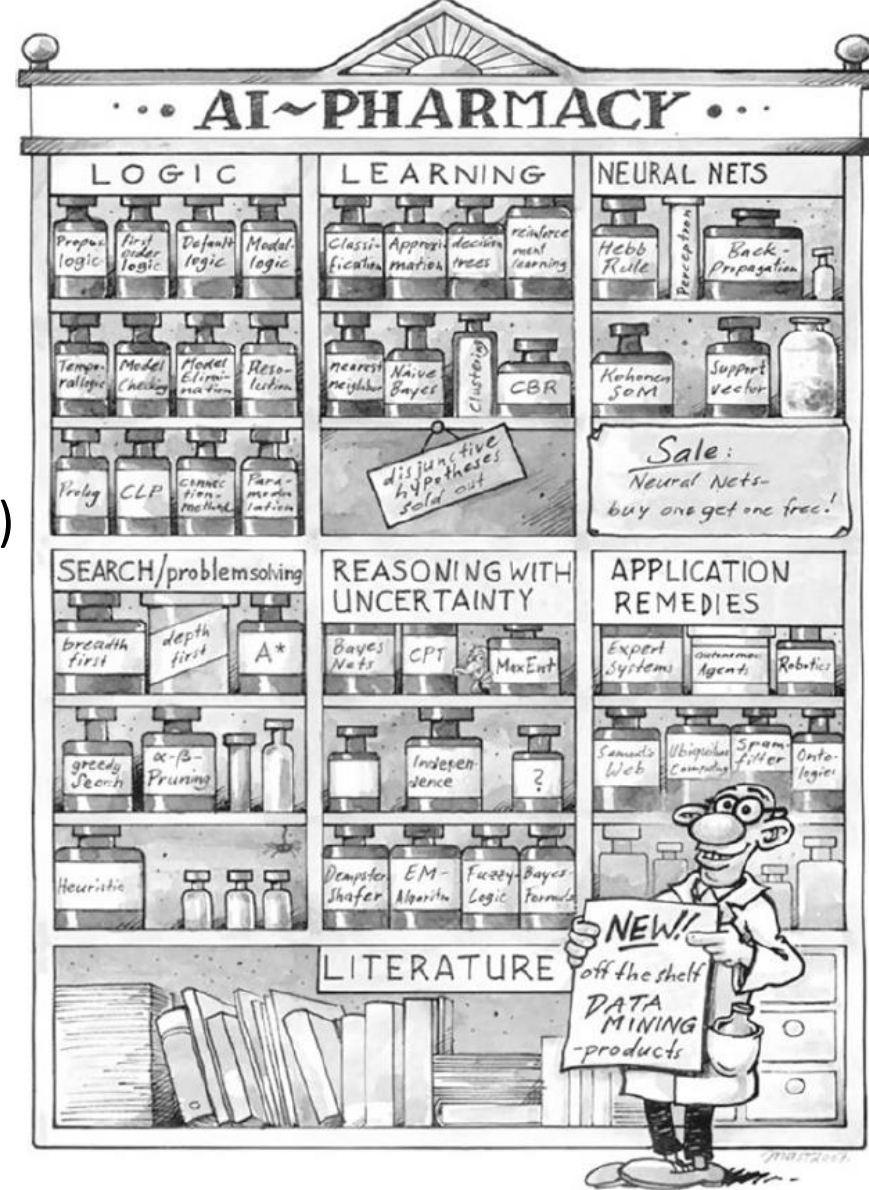 AI~PHARMACY
LOGIC
Propos
logic
First
order
logic
Default
logic
Modal-
logic
Tempo-
rallogic
Model
Checking
Model
Elimi-
nation
Reso-
lution
Prolog
CLP
connec
tion-
method
Para-
modu
lation
LEARNING
Classi-
fication
Approxi-
mation
decision
trees
reinforce
ment
learning
nearest
neighbor
Naive
Bayes
Clustering
CBR
disjunctive
hypotheses
sold out
NEURAL NETS
Hebb
Rule
Perceptron
Back-
Propagation
Kohonen
SOM
Support
vector
Sale:
Neural Nets-
buy one get one free!
)
SEARCH/problemsolving
breadth
first
depth
first
A*
greedy
Search
α-β-
Pruning
Heuristic
REASONING WITH
UNCERTAINTY
Bayes
Nets
CPT
MaxEnt
Indepen-
dence
?
Dempster
Shafer
EM-
Algorithm
Fuzzy-
Logic
Bayes-
Formula
APPLICATION
REMEDIES
Expert
Systems
autonomous
Agents
Robotics
Web
Ubiquitous
Computing
Spam-
filter
Onto-
logies
LITERATURE
NEW!!
off the shelf
DATA
MINING
-products